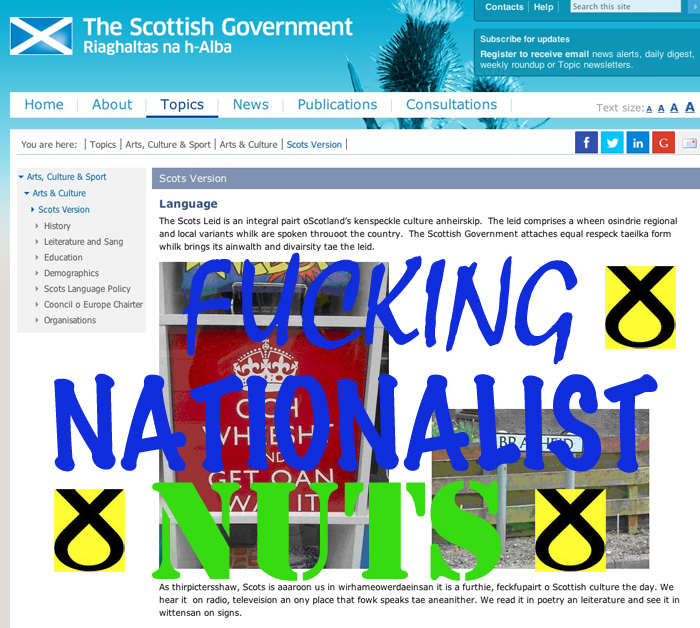 The Scottish Government
Riaghaltas na h-Alba
Contacts | Help | Search this site
Subscribe for updates
Register to receive email news alerts, daily digest,
weekly roundup or Topic newsletters.
Home | About | Topics | News | Publications | Consultations
Text size: A A A A
You are here: | Topics | Arts, Culture & Sport | Arts & Culture | Scots Version |
f in G
Arts, Culture & Sport
Arts & Culture
Scots Version
History
Leiterature and Sang
Education
Demographics
Scots Language Policy
Cooncil o Europe Chairter
Organisations
Scots Version
Language
The Scots Leid is an integral pairt oScotland's kenspeckle culture anheirskip. The leid comprises a wheen osindrie regional
and local variants whilk are spoken throuoot the country. The Scottish Government attaches equal respeck taeilka form
whilk brings its ainwalth and divairsity tae the leid.
FUCKING
NATIONALIST
NUTS
OCH
WHEESHT
AND
GET OAN
WA IT
BRAEHEID
As thirpictersshaw, Scots is aaaroon us in wirhameowerdaeinsan it is a furthie, feckfupairt o Scottish culture the day. We
hear it on radio, televeision an ony place that fowk speaks tae aneanither. We read it in poetry an leiterature and see it in
wittensan on signs.